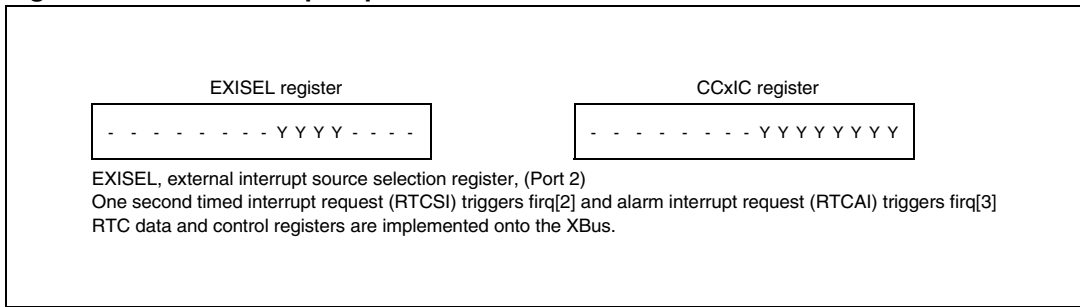 EXISEL register
CCxIC register
- - - - - - - - Y Y Y Y - - - -
- - - - - - - - Y Y Y Y Y Y Y Y
EXISEL, external interrupt source selection register, (Port 2)
One second timed interrupt request (RTCSI) triggers firq[2] and alarm interrupt request (RTCAI) triggers firq[3]
RTC data and control registers are implemented onto the XBus.